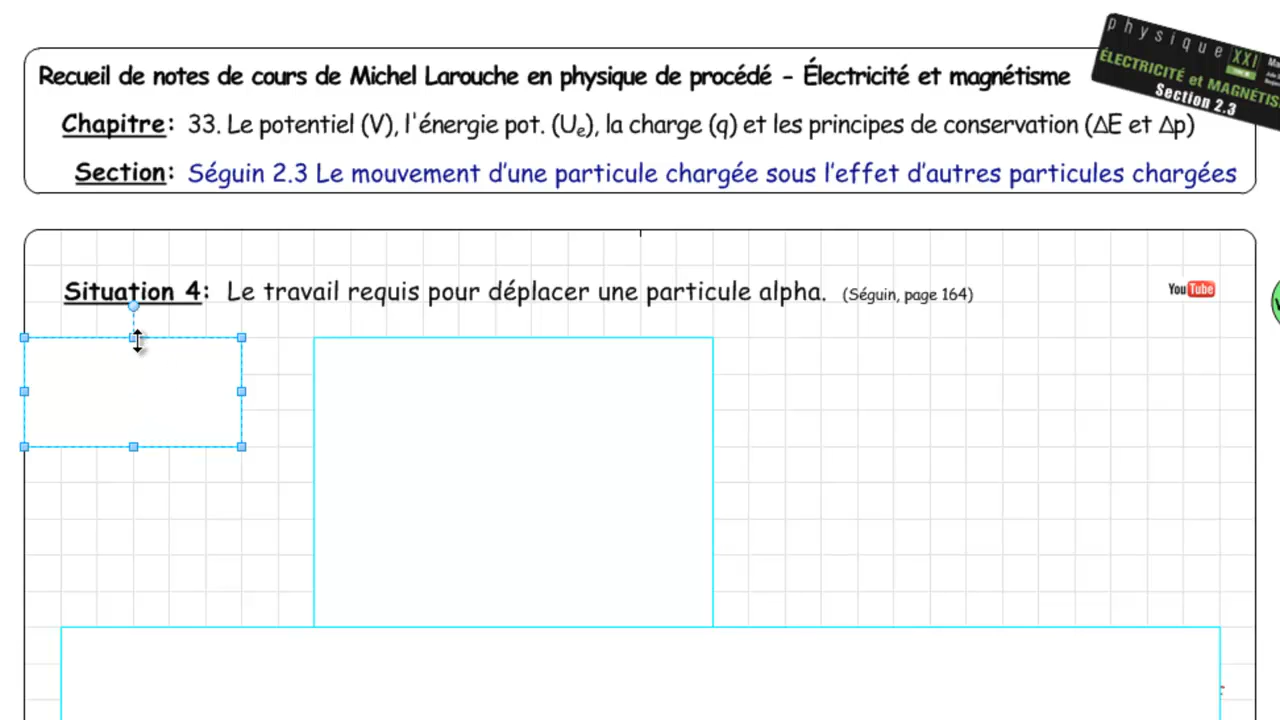 physique XXI
ÉLECTRICITÉ et MAGNÉTIS
Section 2.3
Recueil de notes de cours de Michel Larouche en physique de procédé - Électricité et magnétisme
Chapitre: 33. Le potentiel (V), l'énergie pot. (Ue), la charge (q) et les principes de conservation (ΔE et Δp)
Section: Séguin 2.3 Le mouvement d'une particule chargée sous l'effet d'autres particules chargées
Situation 4: Le travail requis pour déplacer une particule alpha. (Séguin, page 164)
YouTube